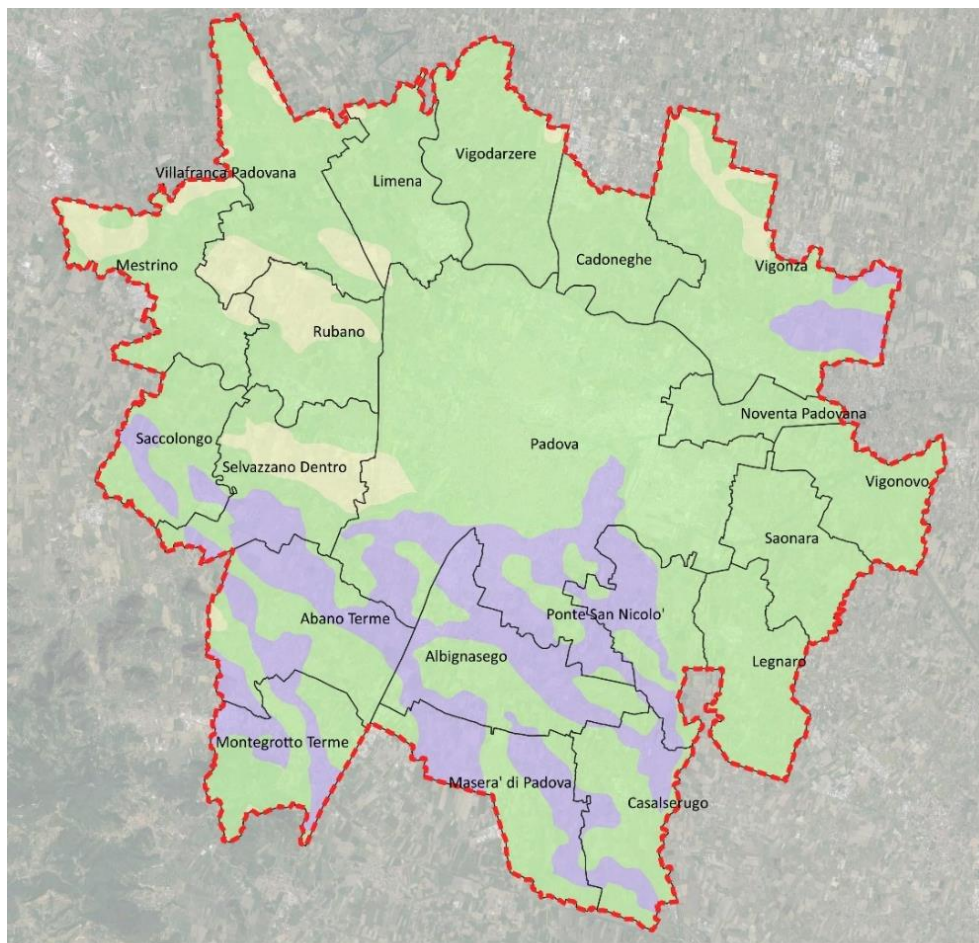 Vigodarzere
Villafranca Padovana
Limena
Cadoneghe
Mestrino
Vigonza
Rubano
Noventa Padovana
Saccolongo
Padova
Selvazzano Dentro
Vigonovo
Saonara
Abano Terme
Ponte San Nicolo'
Albignasego
Legnaro
Montegrotto Terme
Masera' di Padova
Casalserugo